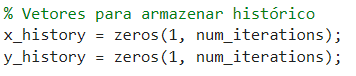 % Vetores para armazenar histórico
x_history = zeros(1, num_iterations);
y_history = zeros(1, num_iterations);